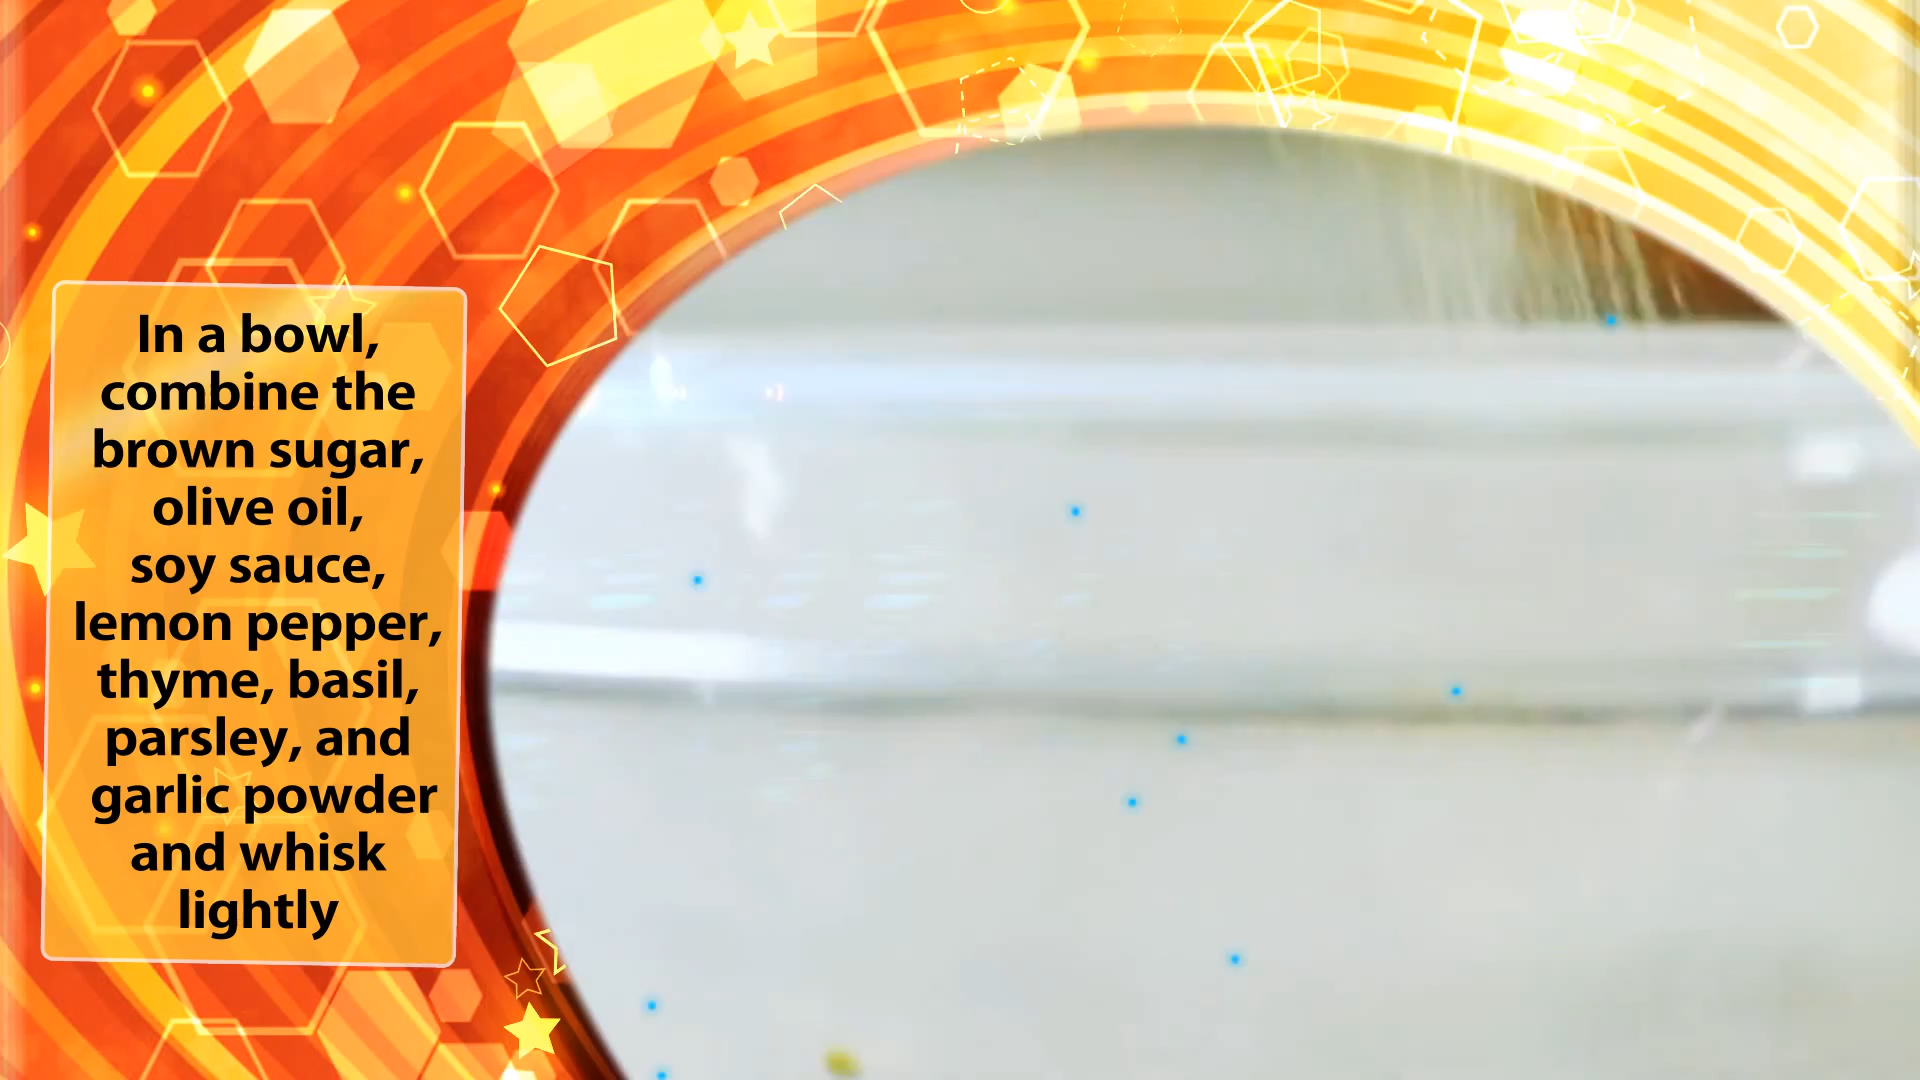 In a bowl,
combine the
brown sugar,
olive oil,
soy sauce,
lemon pepper,
thyme, basil,
parsley, and
garlic powder
and whisk
lightly